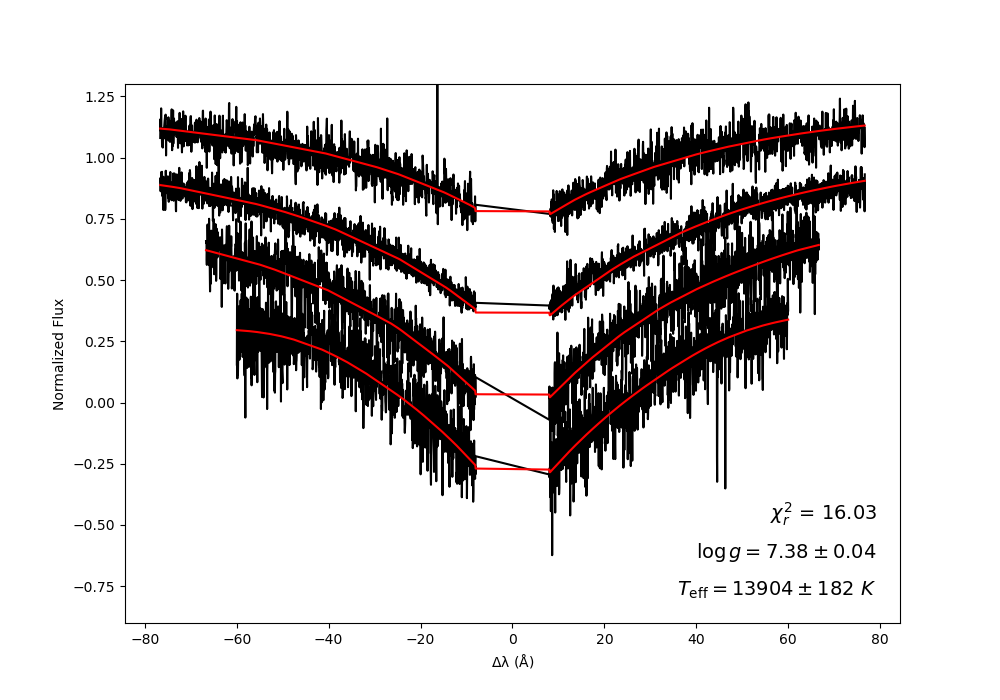 1.25
1.00
0.75
0.50
0.25
0.00
−0.25
−0.50
−0.75
Normalized Flux
χ²ᵣ = 16.03
log g = 7.38 ± 0.04
T_eff = 13904 ± 182 K
−80 −60 −40 −20 0 20 40 60 80
Δλ (Å)